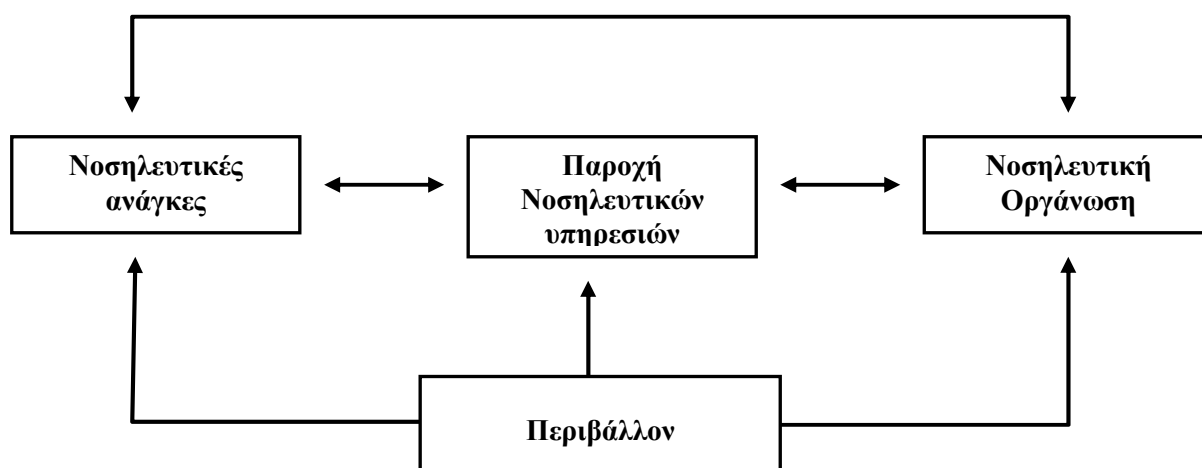 Νοσηλευτικές
ανάγκες
Παροχή
Νοσηλευτικών
υπηρεσιών
Νοσηλευτική
Οργάνωση
Περιβάλλον